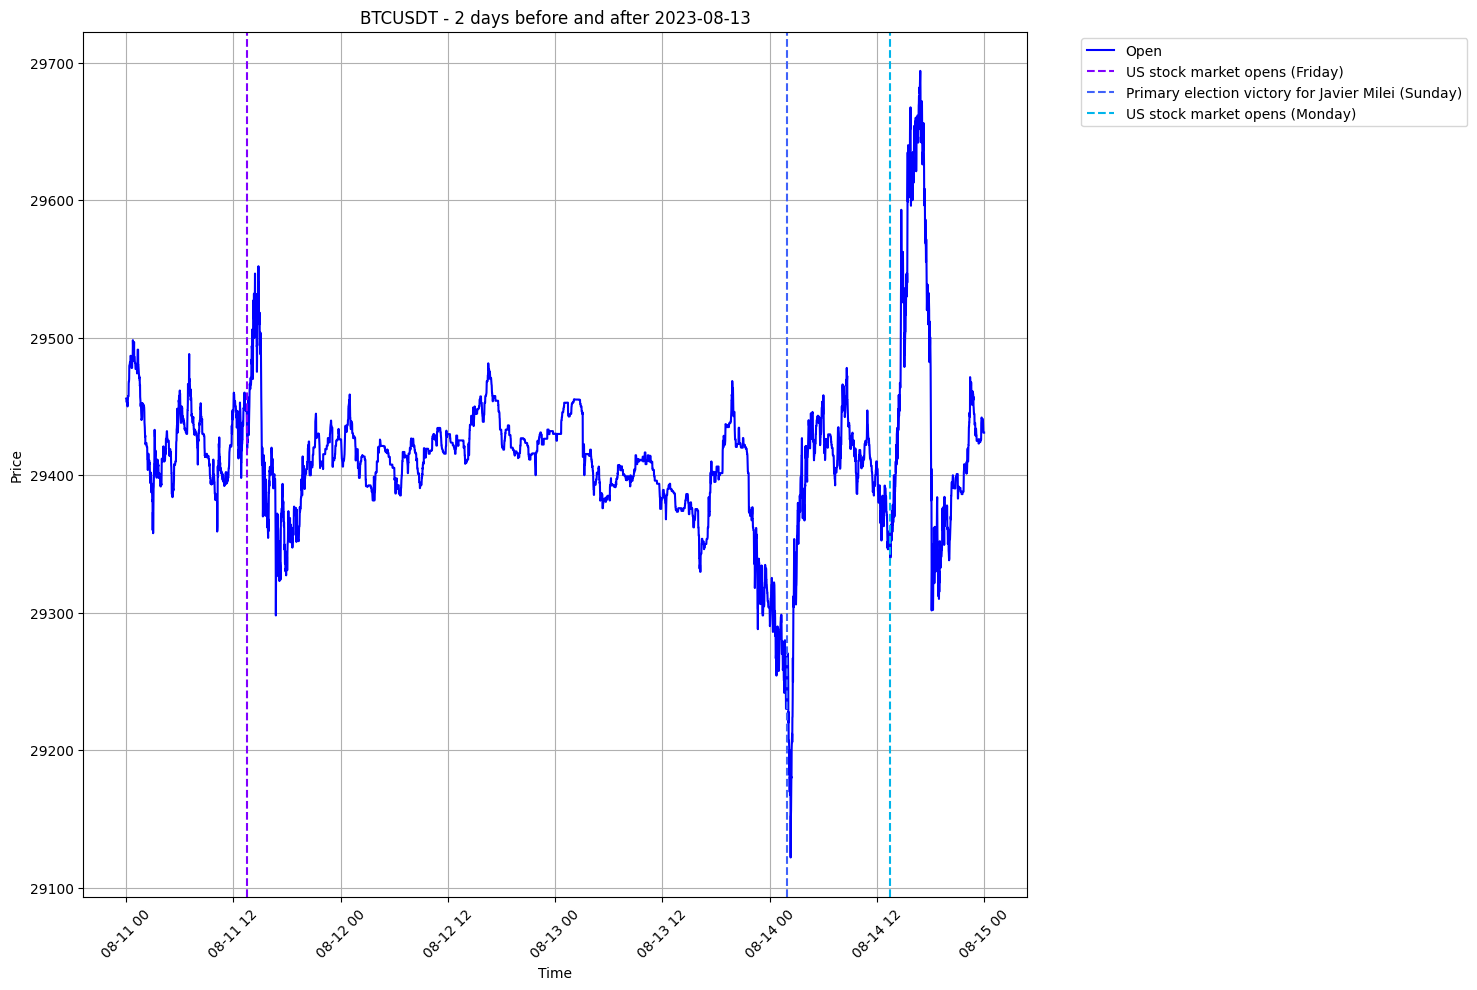 BTCUSDT - 2 days before and after 2023-08-13
Open
US stock market opens (Friday)
Primary election victory for Javier Milei (Sunday)
US stock market opens (Monday)
Price
29700
29600
29500
29400
29300
29200
29100
08-11 00
08-11 12
08-12 00
08-12 12
08-13 00
08-13 12
08-14 00
08-14 12
08-15 00
Time